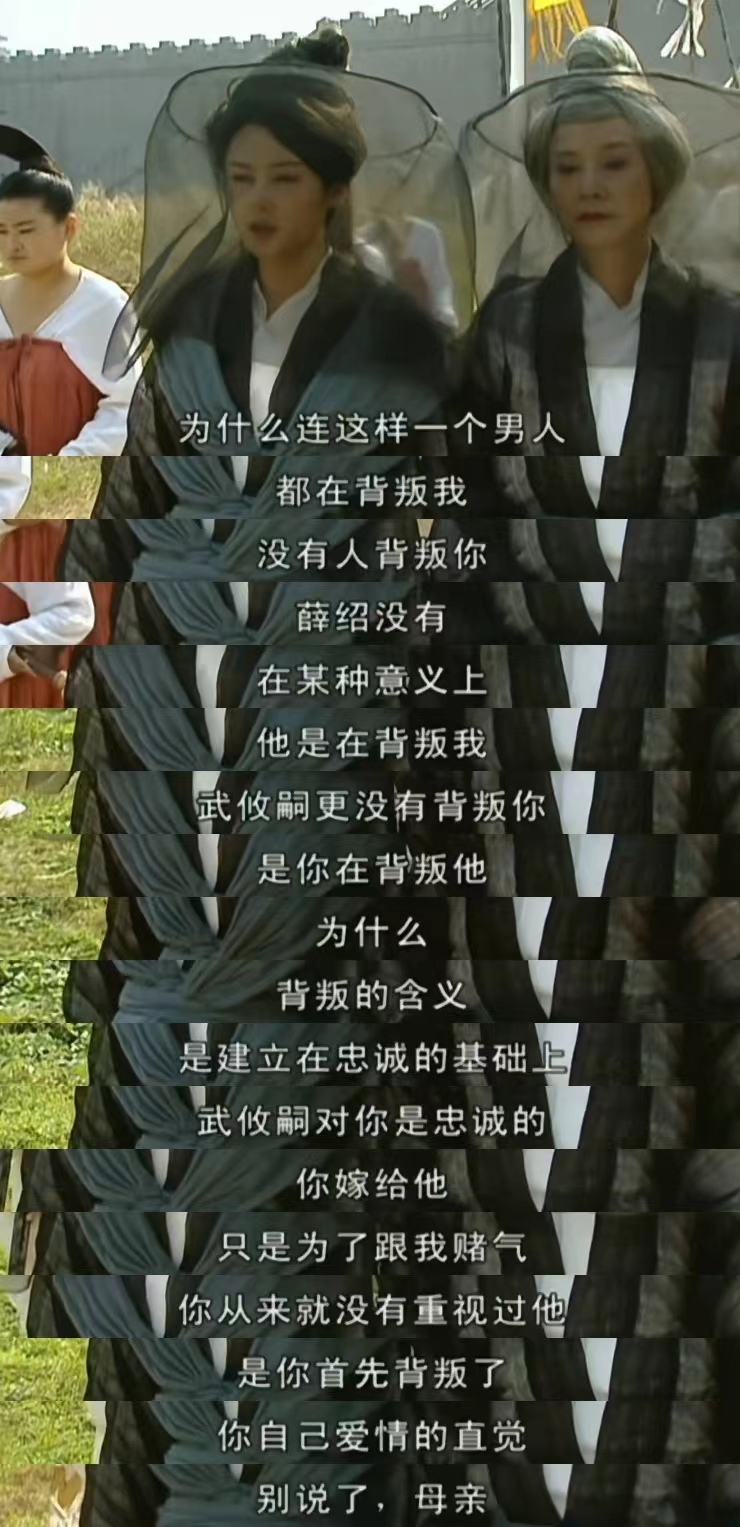 为什么连这样一个男人
都在背叛我
没有人背叛你
薛绍没有
在某种意义上
他是在背叛我
武攸嗣更没有背叛你
是你在背叛他
为什么
背叛的含义
是建立在忠诚的基础上
武攸嗣对你是忠诚的
你嫁给他
只是为了跟我赌气
你从来就没有重视过他
是你首先背叛了
你自己爱情的直觉
别说了，母亲